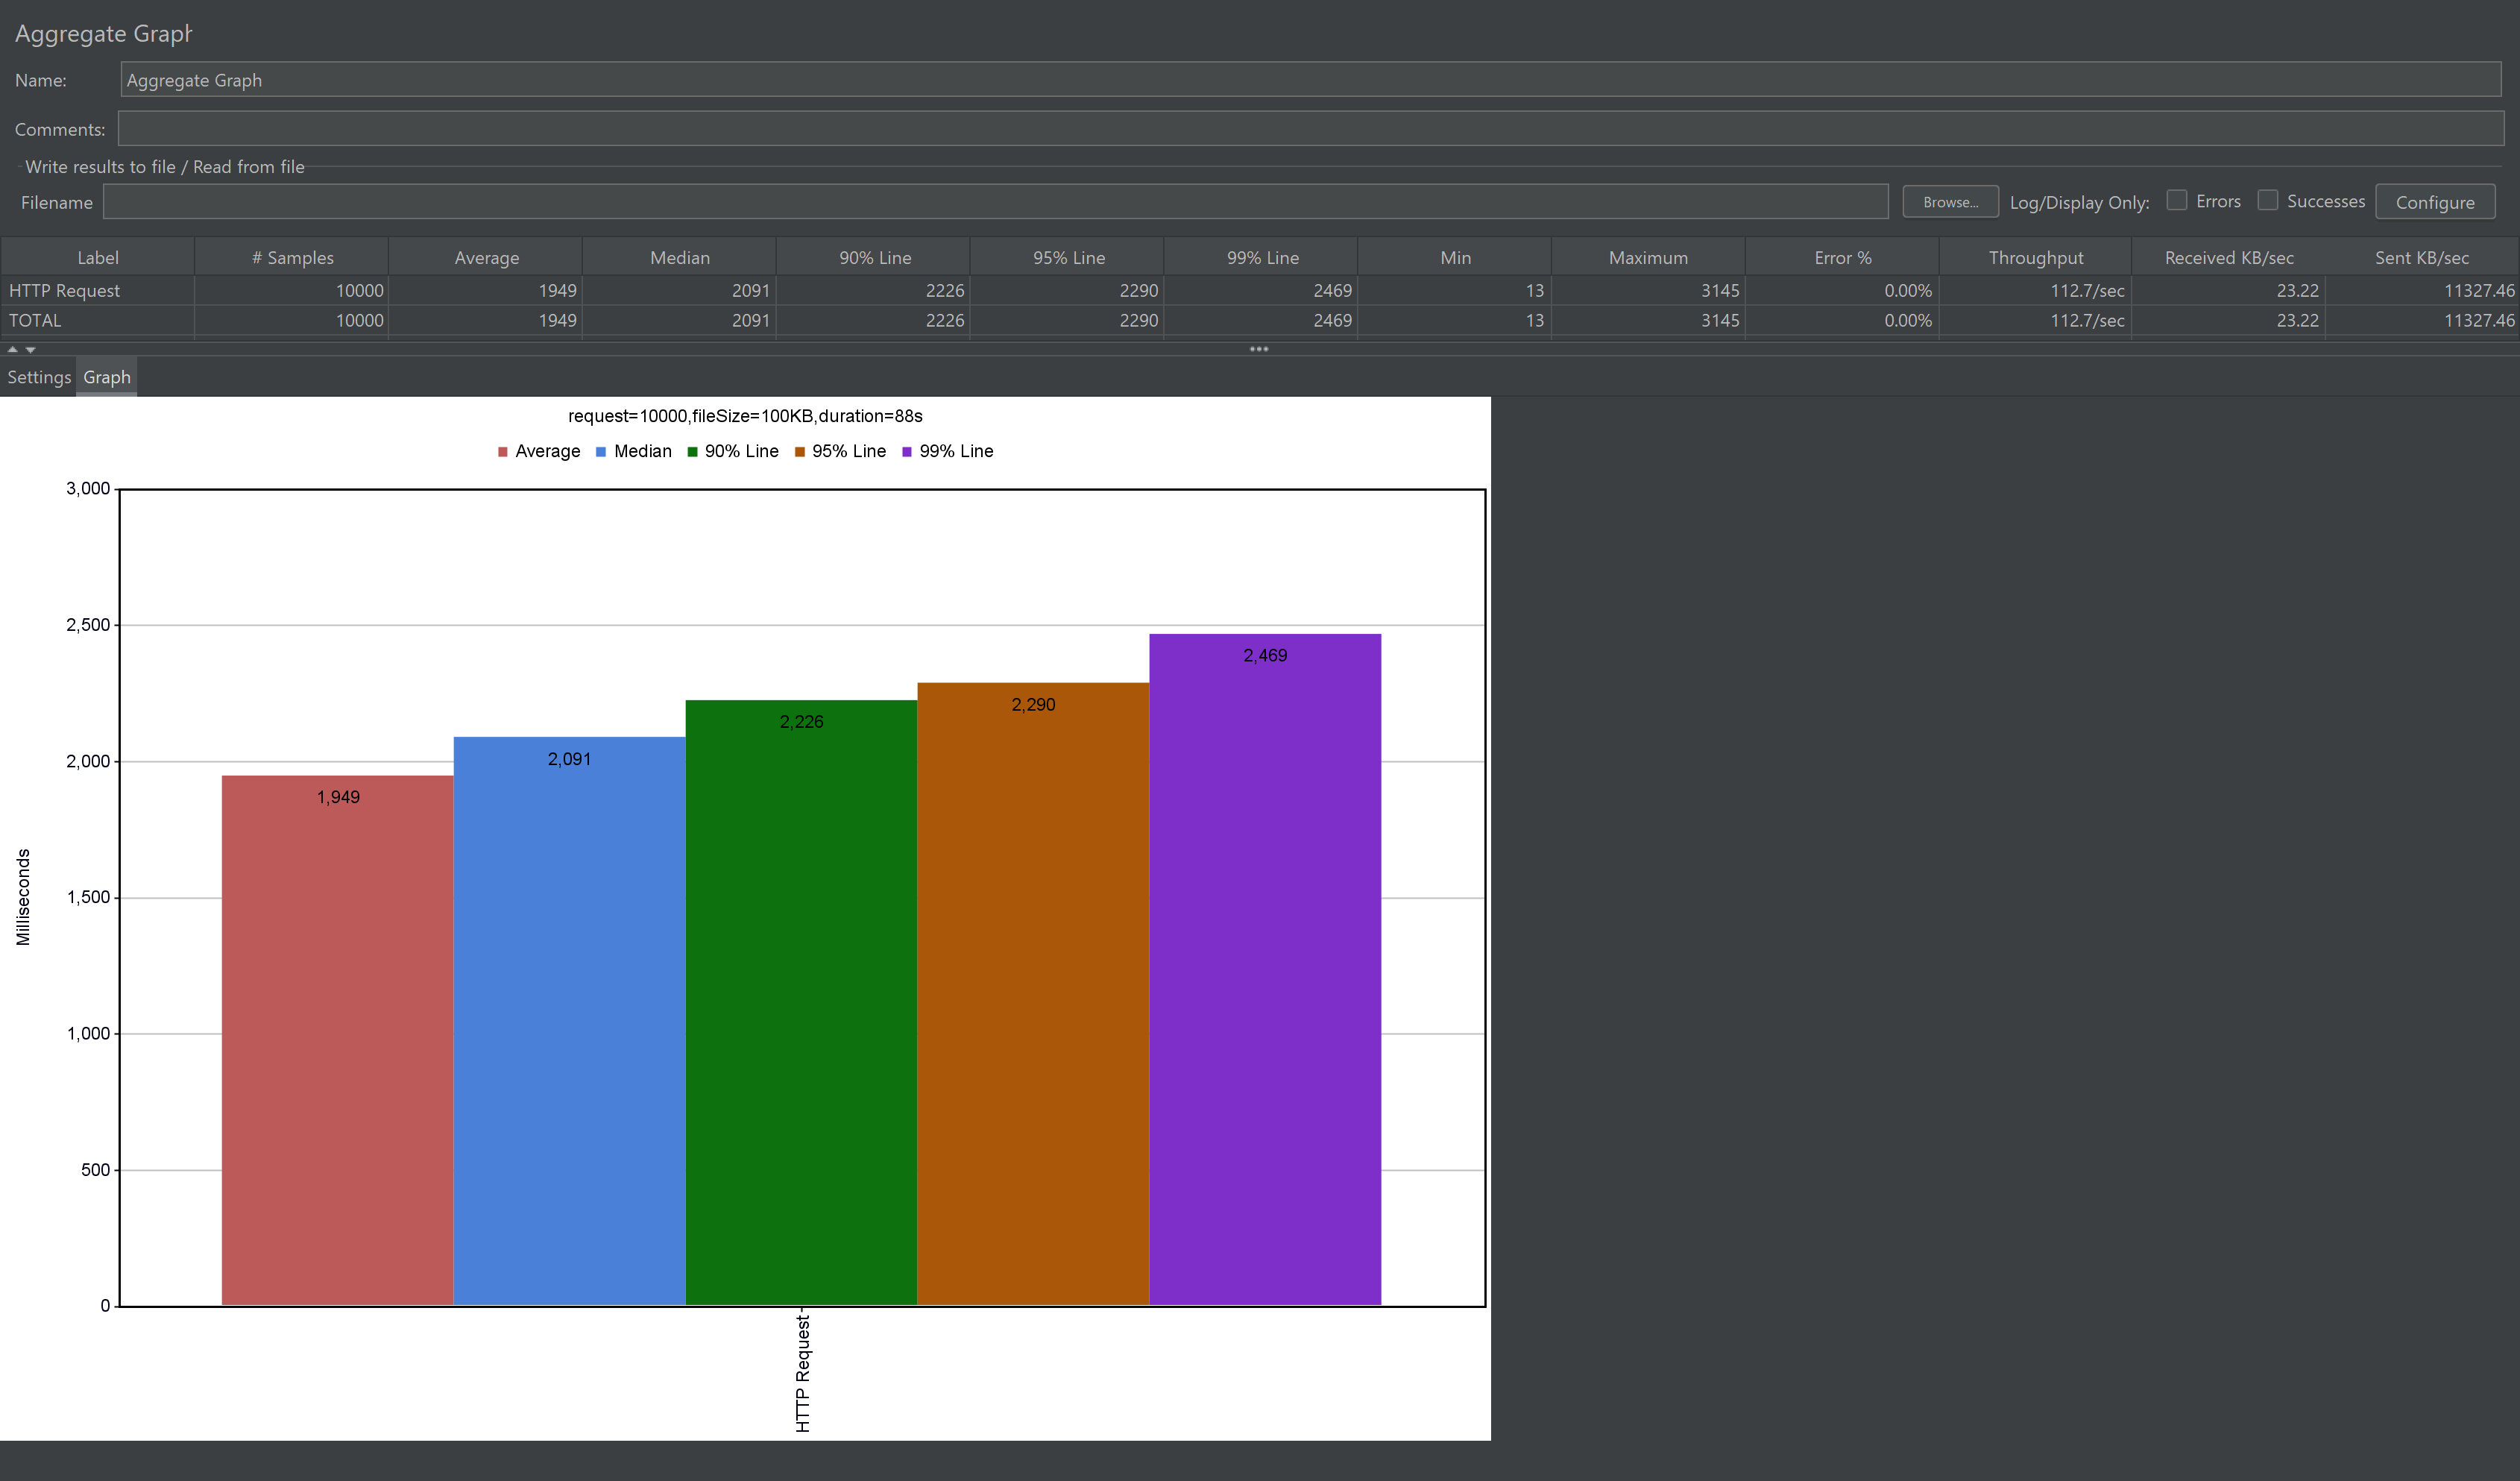 Aggregate Graph
Name: Aggregate Graph
Comments:
Write results to file / Read from file
Filename Browse... Log/Display Only: Errors Successes Configure
Label # Samples Average Median 90% Line 95% Line 99% Line Min Maximum Error % Throughput Received KB/sec Sent KB/sec
HTTP Request 10000 1949 2091 2226 2290 2469 13 3145 0.00% 112.7/sec 23.22 11327.46
TOTAL 10000 1949 2091 2226 2290 2469 13 3145 0.00% 112.7/sec 23.22 11327.46
Settings Graph
request=10000,fileSize=100KB,duration=88s
Average Median 90% Line 95% Line 99% Line
3,000
2,500
2,469
2,290
2,226
2,000
2,091
1,949
1,500
Milliseconds
1,000
500
0
HTTP Request